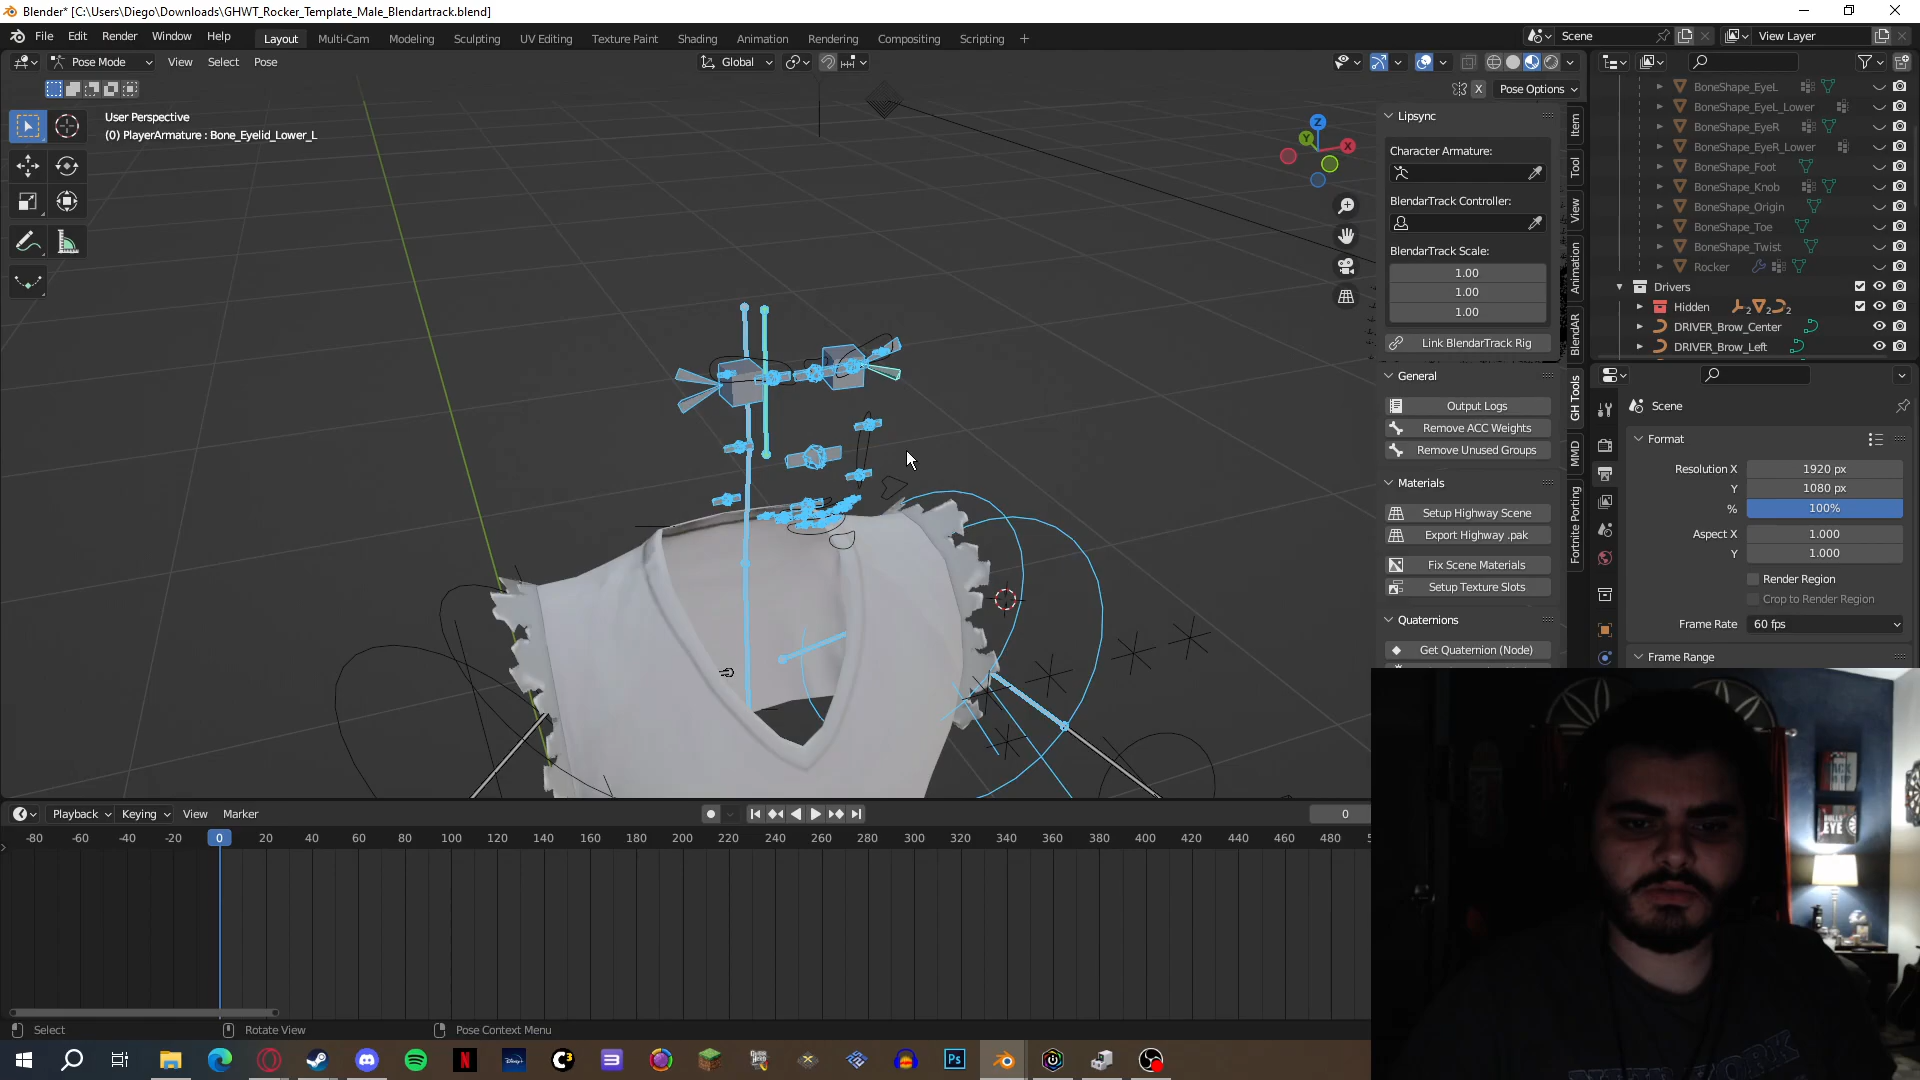 Blender* [C:\Users\Diego\Downloads\GHWT_Rocker_Template_Male_Blendartrack.blend]
File Edit Render Window Help Layout Multi-Cam Modeling Sculpting UV Editing Texture Paint Shading Animation Rendering Compositing Scripting + Scene View Layer
Pose Mode View Select Pose Global
X Pose Options
User Perspective
(0) PlayerArmature : Bone_Eyelid_Lower_L
Z
Y
X
Lipsync
Character Armature:
BlendarTrack Controller:
BlendarTrack Scale:
1.00
1.00
1.00
Link BlendarTrack Rig
General
Output Logs
Remove ACC Weights
Remove Unused Groups
Materials
Setup Highway Scene
Export Highway .pak
Fix Scene Materials
Setup Texture Slots
Quaternions
Get Quaternion (Node)
Item
Tool
View
Animation
BlendAR
GH Tools
MMD
Fortnite Porting
BoneShape_EyeL
BoneShape_EyeL_Lower
BoneShape_EyeR
BoneShape_EyeR_Lower
BoneShape_Foot
BoneShape_Knob
BoneShape_Origin
BoneShape_Toe
BoneShape_Twist
Rocker
Drivers
Hidden 2 2 2
DRIVER_Brow_Center
DRIVER_Brow_Left
Scene
Format
Resolution X 1920 px
Y 1080 px
% 100%
Aspect X 1.000
Y 1.000
Render Region
Crop to Render Region
Frame Rate 60 fps
Frame Range
Playback Keying View Marker 0
-80 -60 -40 -20 0 20 40 60 80 100 120 140 160 180 200 220 240 260 280 300 320 340 360 380 400 420 440 460 480
Select Rotate View Pose Context Menu
Ps